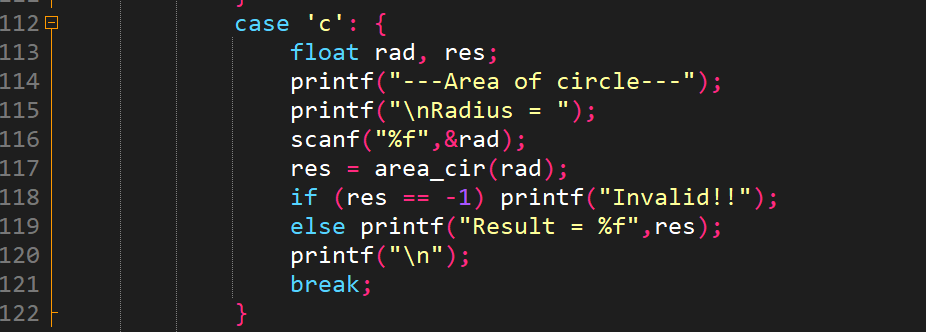 112 case 'c': {
113 float rad, res;
114 printf("---Area of circle---");
115 printf("\nRadius = ");
116 scanf("%f",&rad);
117 res = area_cir(rad);
118 if (res == -1) printf("Invalid!!");
119 else printf("Result = %f",res);
120 printf("\n");
121 break;
122 }